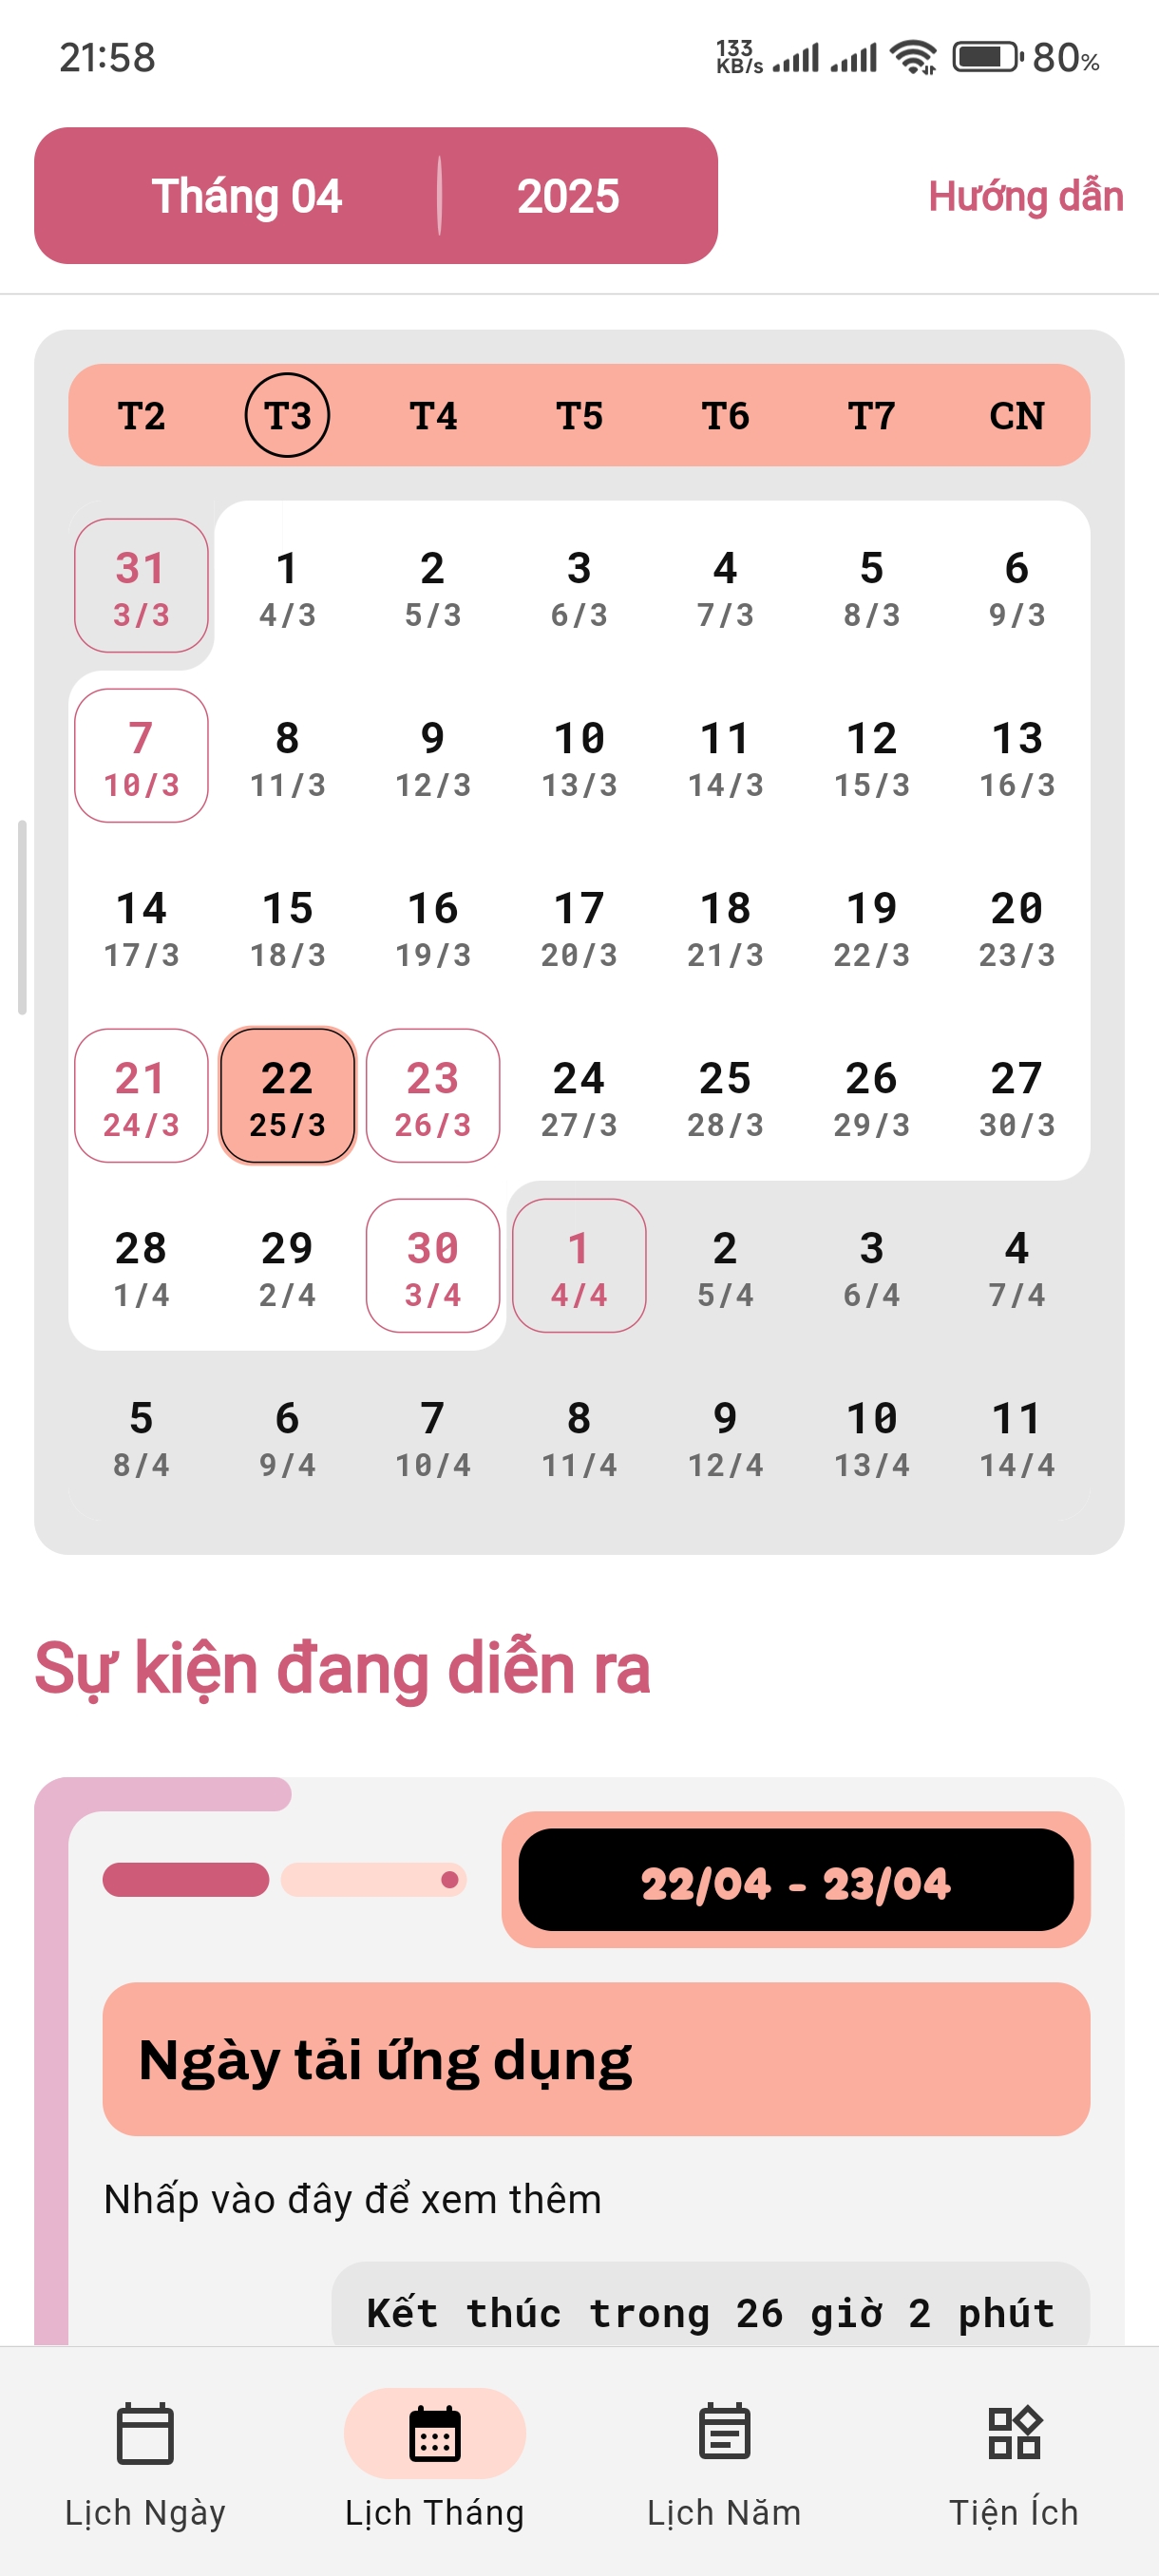 21:58 133 KB/s 80%
Tháng 04 2025 Hướng dẫn
T2 T3 T4 T5 T6 T7 CN
31 1 2 3 4 5 6
3/3 4/3 5/3 6/3 7/3 8/3 9/3
7 8 9 10 11 12 13
10/3 11/3 12/3 13/3 14/3 15/3 16/3
14 15 16 17 18 19 20
17/3 18/3 19/3 20/3 21/3 22/3 23/3
21 22 23 24 25 26 27
24/3 25/3 26/3 27/3 28/3 29/3 30/3
28 29 30 1 2 3 4
1/4 2/4 3/4 4/4 5/4 6/4 7/4
5 6 7 8 9 10 11
8/4 9/4 10/4 11/4 12/4 13/4 14/4
Sự kiện đang diễn ra
22/04 - 23/04
Ngày tải ứng dụng
Nhấp vào đây để xem thêm
Kết thúc trong 26 giờ 2 phút
Lịch Ngày Lịch Tháng Lịch Năm Tiện Ích